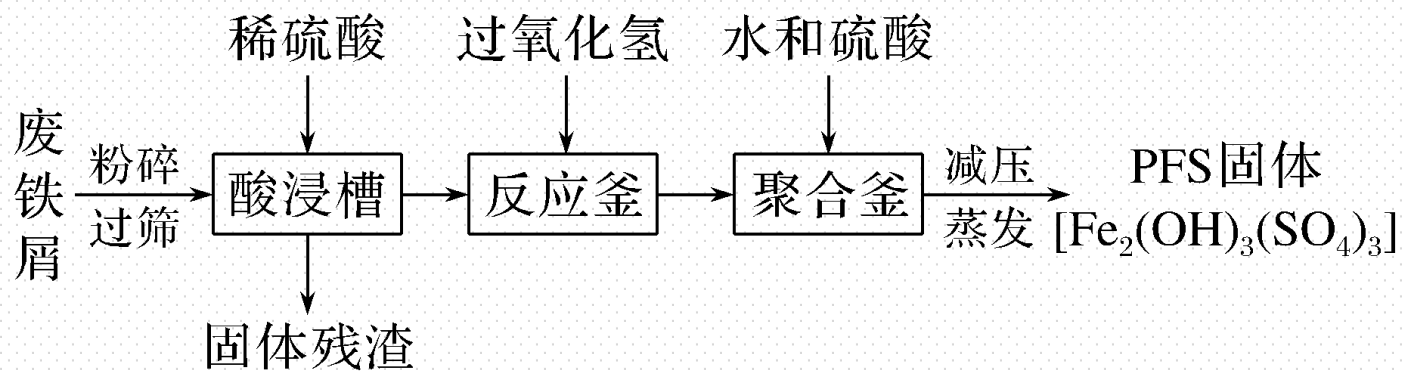 稀硫酸 过氧化氢 水和硫酸
废铁屑
粉碎
过筛
酸浸槽
反应釜
聚合釜
减压
蒸发
PFS固体
[Fe₂(OH)₃(SO₄)₃]
固体残渣